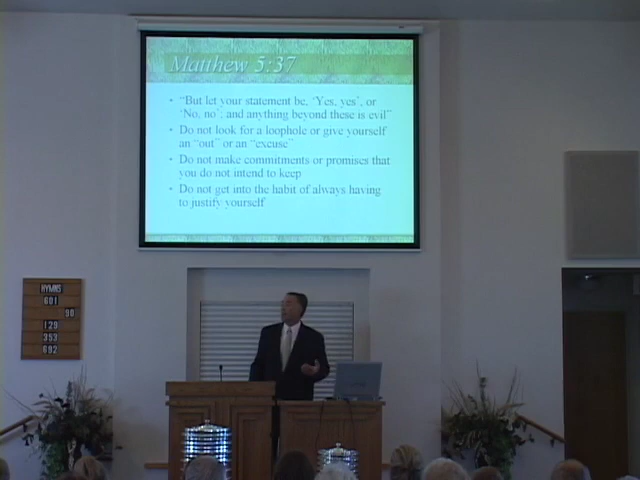 Matthew 5:37
• "But let your statement be, 'Yes, yes', or
'No, no'; and anything beyond these is evil"
• Do not look for a loophole or give yourself
an "out" or an "excuse"
• Do not make commitments or promises that
you do not intend to keep
• Do not get into the habit of always having
to justify yourself
HYMNS
601
90
129
353
692